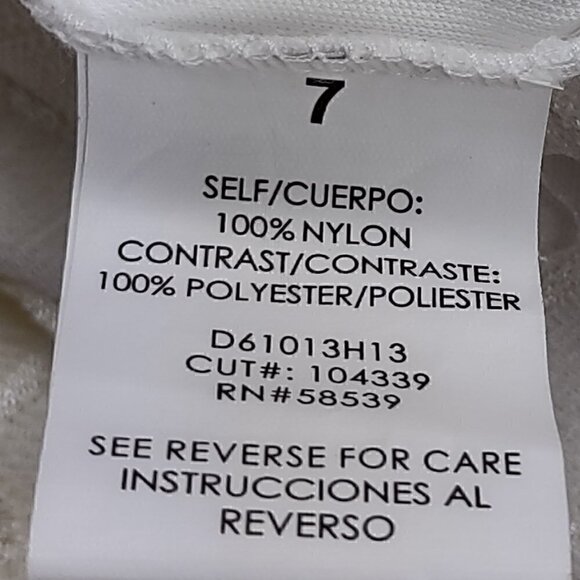 7
SELF/CUERPO:
100% NYLON
CONTRAST/CONTRASTE:
100% POLYESTER/POLIESTER
D61013H13
CUT#: 104339
RN#58539
SEE REVERSE FOR CARE
INSTRUCCIONES AL
REVERSO